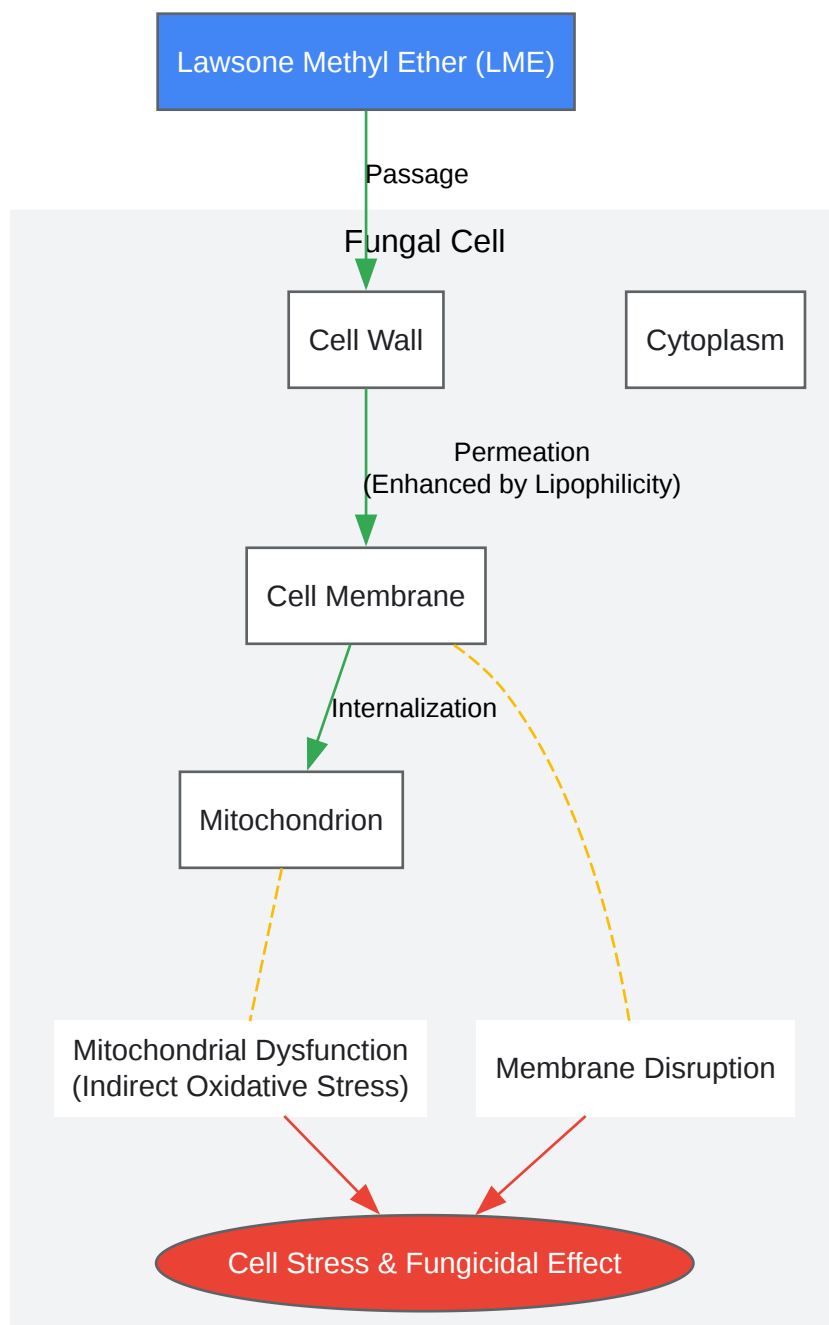 Lawsone Methyl Ether (LME)
Passage
Fungal Cell
Cell Wall
Cytoplasm
Permeation
(Enhanced by Lipophilicity)
Cell Membrane
Internalization
Mitochondrion
Mitochondrial Dysfunction
(Indirect Oxidative Stress)
Membrane Disruption
Cell Stress & Fungicidal Effect